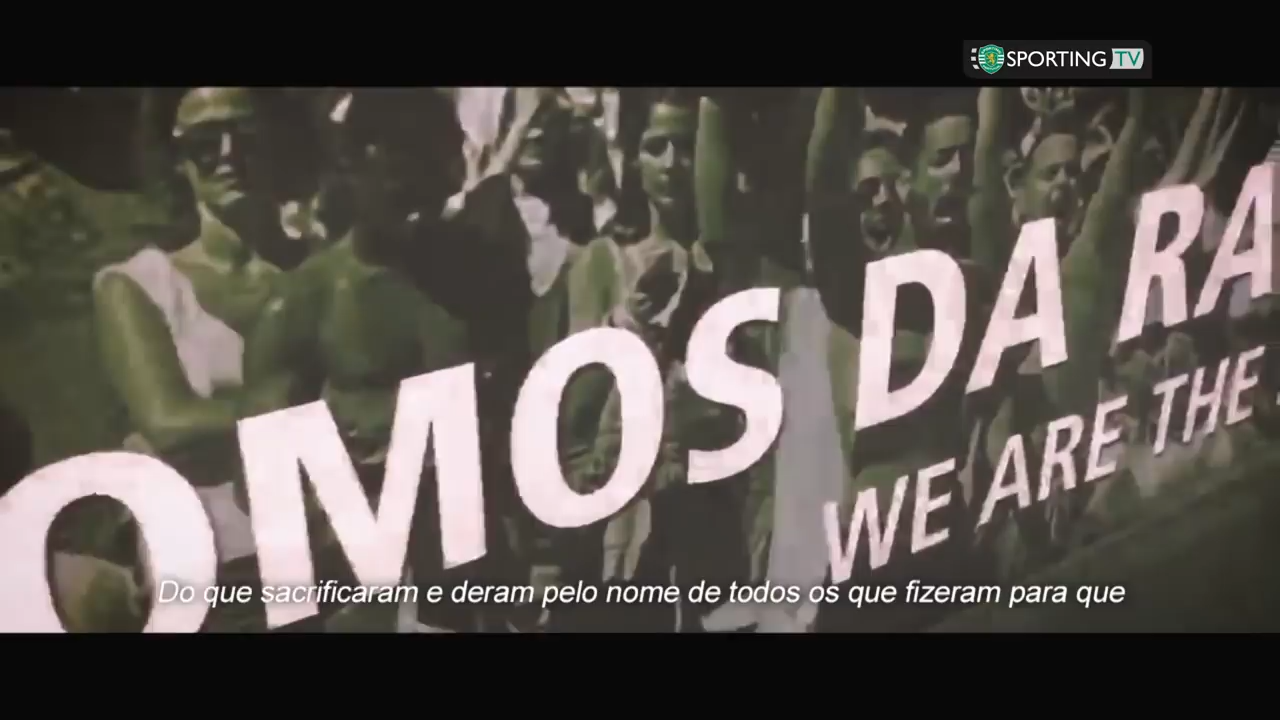 SPORTING TV
OMOS DA RA
WE ARE THE
Do que sacrificaram e deram pelo nome de todos os que fizeram para que